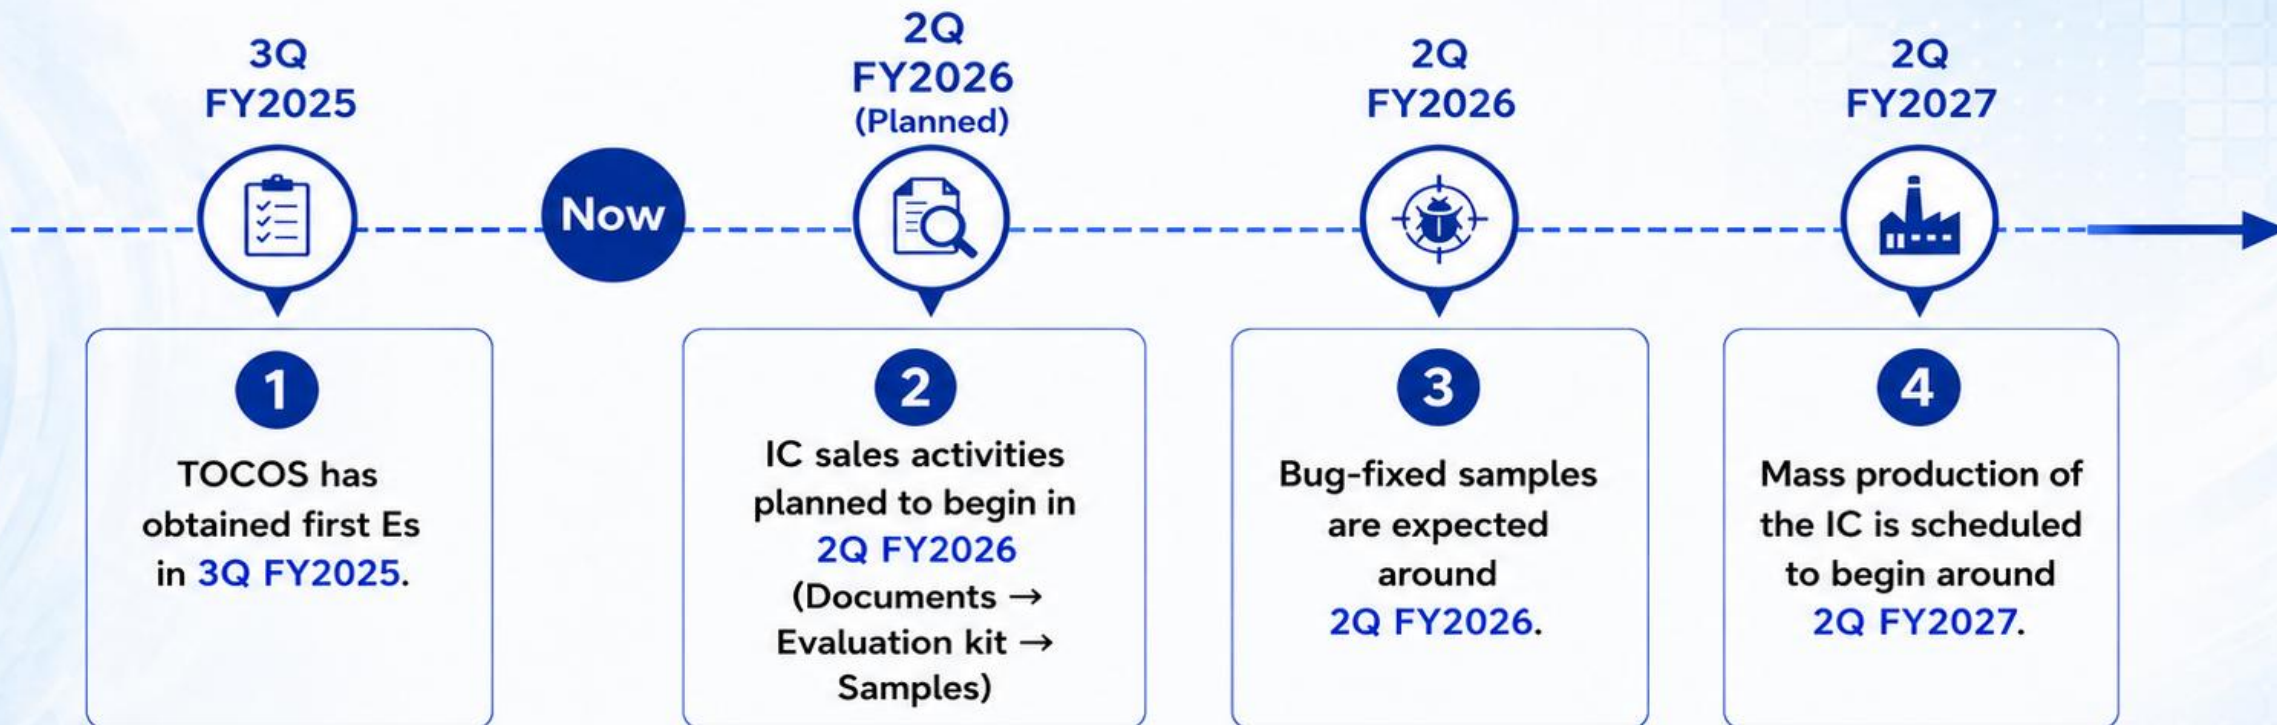 3Q
FY2025
Now
2Q
FY2026
(Planned)
2Q
FY2026
2Q
FY2027
1
TOCOS has
obtained first Es
in 3Q FY2025.
2
IC sales activities
planned to begin in
2Q FY2026
(Documents →
Evaluation kit →
Samples)
3
Bug-fixed samples
are expected
around
2Q FY2026.
4
Mass production of
the IC is scheduled
to begin around
2Q FY2027.